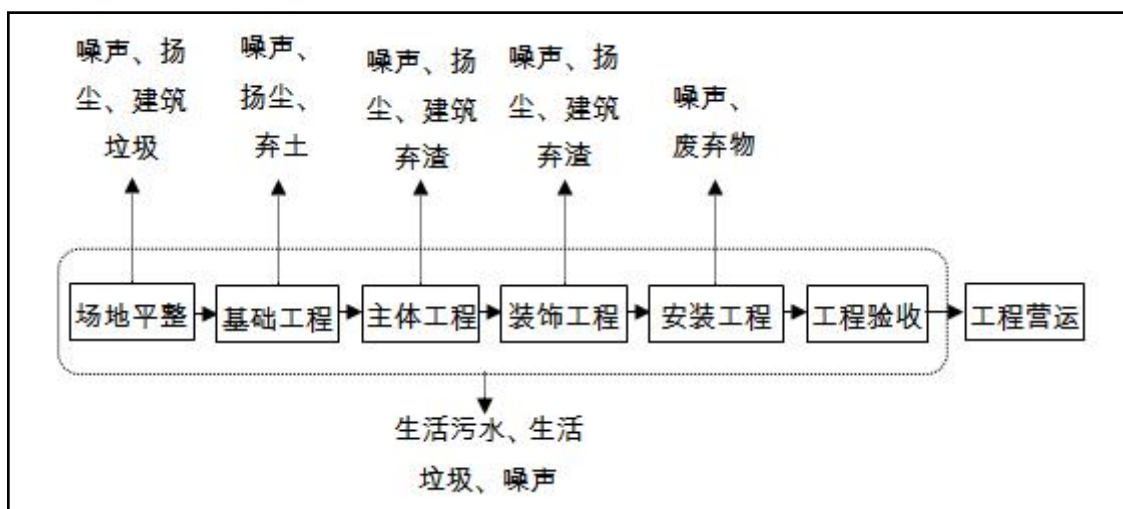 噪声、扬
尘、建筑
垃圾
噪声、
扬尘、
弃土
噪声、扬
尘、建筑
弃渣
噪声、扬
尘、建筑
弃渣
噪声、
废弃物
场地平整
基础工程
主体工程
装饰工程
安装工程
工程验收
工程营运
生活污水、生活
垃圾、噪声